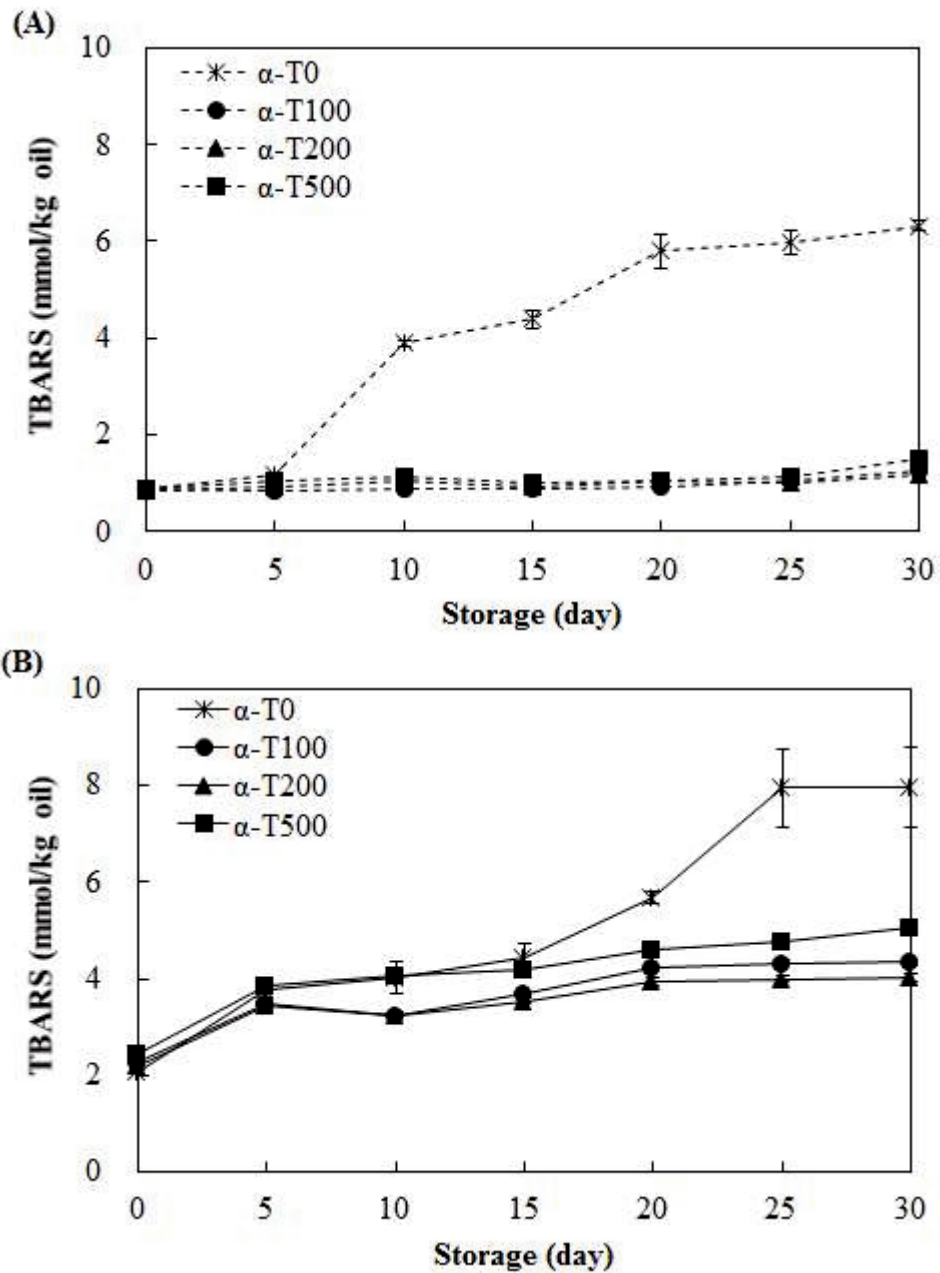 (A)
10
8
6
4
2
0
TBARS (mmol/kg oil)
α-T0
α-T100
α-T200
α-T500
0 5 10 15 20 25 30
Storage (day)
(B)
10
8
6
4
2
0
TBARS (mmol/kg oil)
α-T0
α-T100
α-T200
α-T500
0 5 10 15 20 25 30
Storage (day)